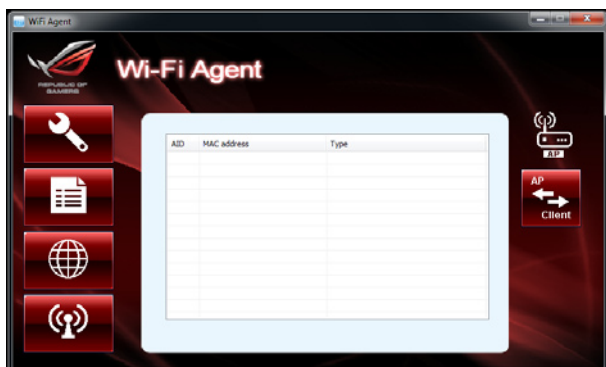 WiFi Agent
REPUBLIC OF
GAMERS
Wi-Fi Agent
AID MAC address Type
AP
AP
Client